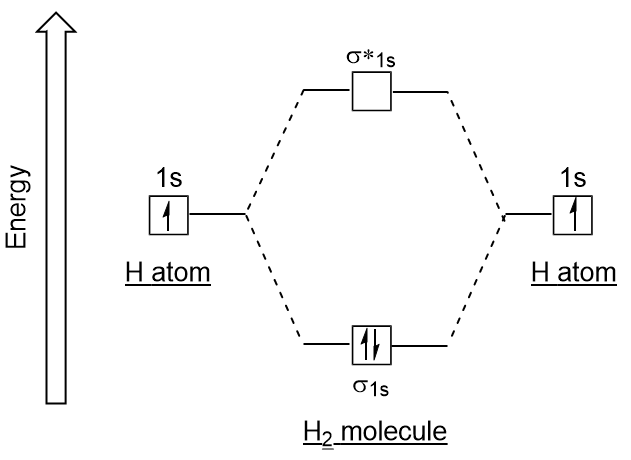 σ*1s
1s
1s
Energy
H atom
H atom
σ1s
H2 molecule